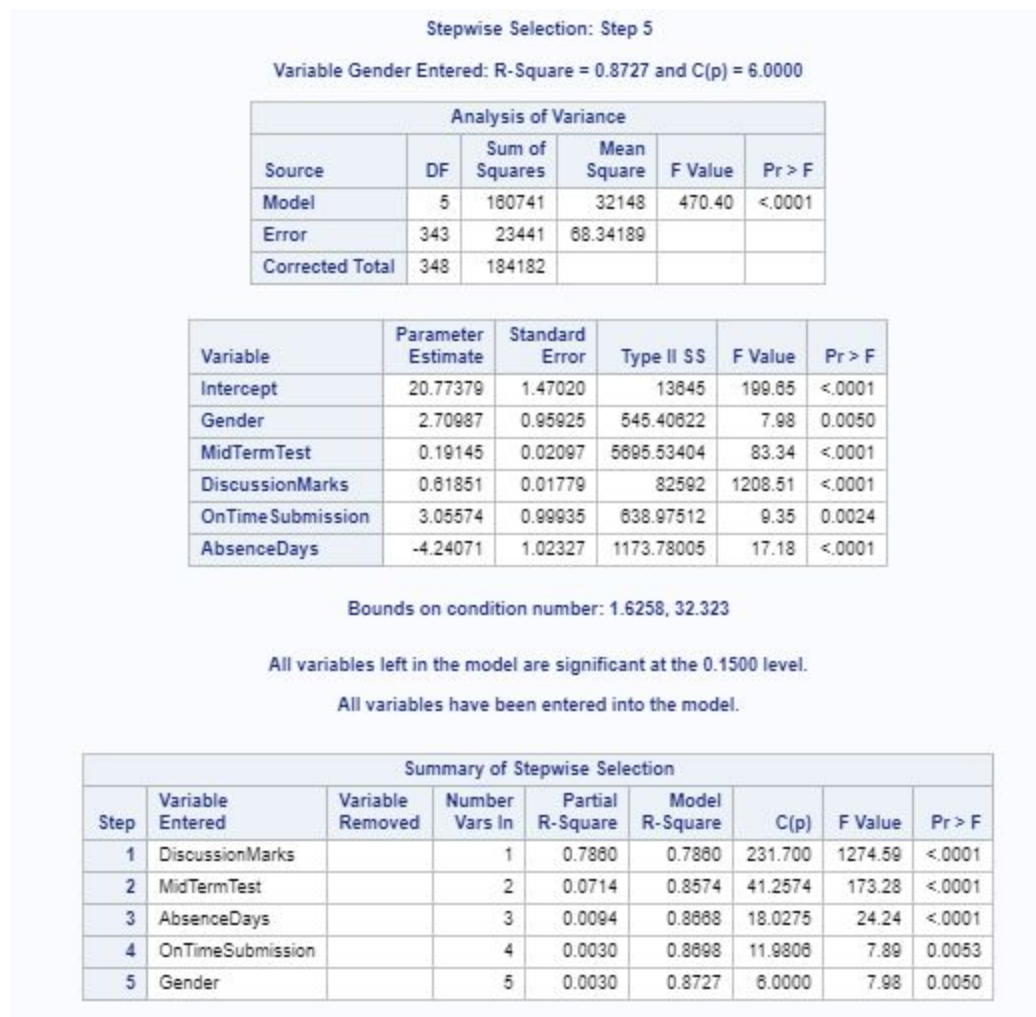 Stepwise Selection: Step 5
Variable Gender Entered: R-Square = 0.8727 and C(p) = 6.0000
Analysis of Variance
Source DF Sum of Squares Mean Square F Value Pr > F
Model 5 160741 32148 470.40 <.0001
Error 343 23441 68.34189
Corrected Total 348 184182
Variable Parameter Estimate Standard Error Type II SS F Value Pr > F
Intercept 20.77379 1.47020 13645 199.65 <.0001
Gender 2.70987 0.95925 545.40622 7.98 0.0050
MidTermTest 0.19145 0.02097 5695.53404 83.34 <.0001
DiscussionMarks 0.61851 0.01779 82592 1208.51 <.0001
OnTimeSubmission 3.05574 0.99935 638.97512 9.35 0.0024
AbsenceDays -4.24071 1.02327 1173.78005 17.18 <.0001
Bounds on condition number: 1.6258, 32.323
All variables left in the model are significant at the 0.1500 level.
All variables have been entered into the model.
Summary of Stepwise Selection
Step Variable Entered Variable Removed Number Vars In Partial R-Square Model R-Square C(p) F Value Pr > F
1 DiscussionMarks 1 0.7860 0.7860 231.700 1274.59 <.0001
2 MidTermTest 2 0.0714 0.8574 41.2574 173.28 <.0001
3 AbsenceDays 3 0.0094 0.8668 18.0275 24.24 <.0001
4 OnTimeSubmission 4 0.0030 0.8698 11.9806 7.89 0.0053
5 Gender 5 0.0030 0.8727 6.0000 7.98 0.0050